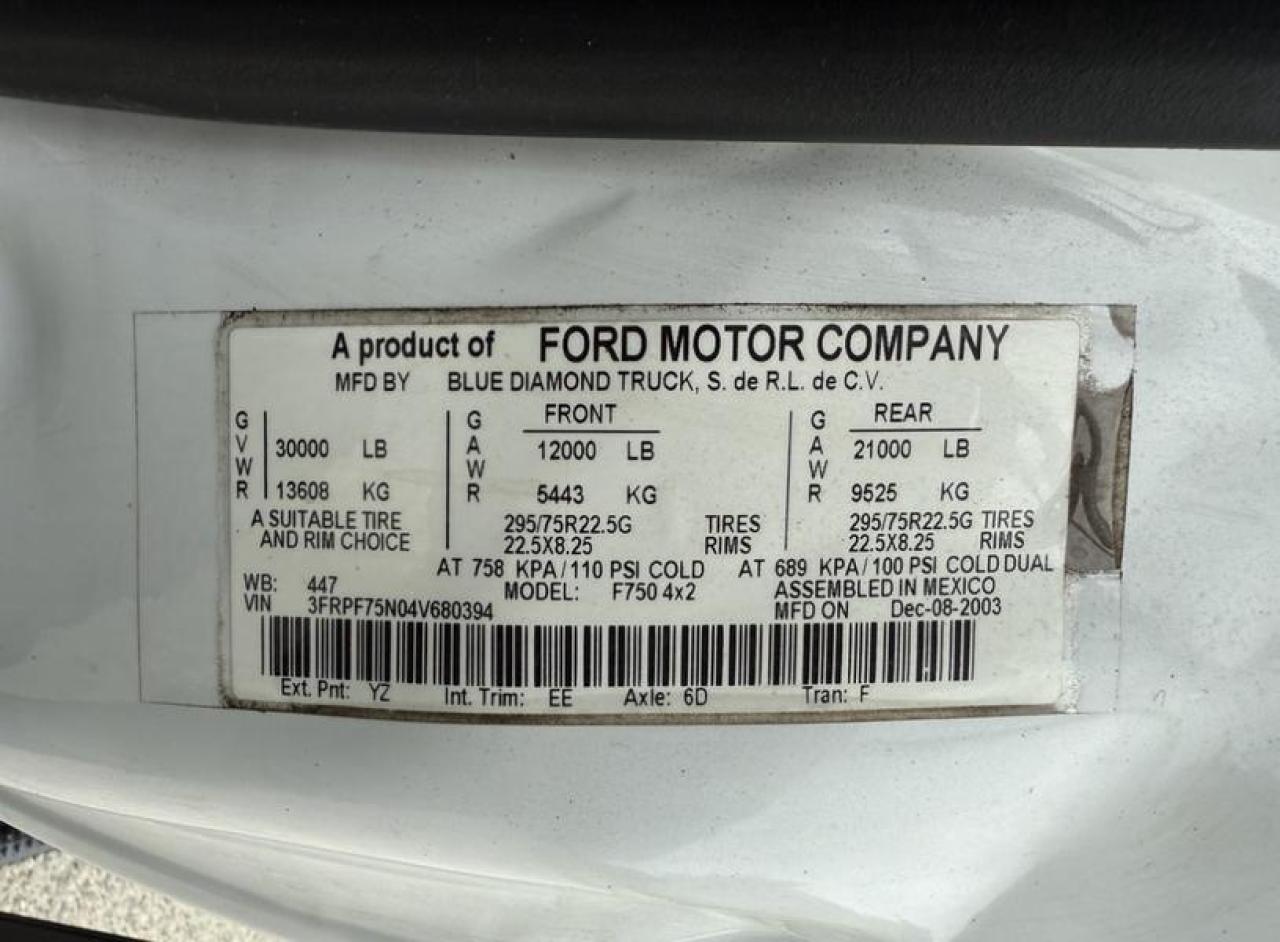 A product of FORD MOTOR COMPANY
MFD BY BLUE DIAMOND TRUCK, S. de R.L. de C.V.
GVWR 30000 LB 13608 KG
A SUITABLE TIRE
AND RIM CHOICE
GAWR FRONT 12000 LB 5443 KG
295/75R22.5G TIRES
22.5X8.25 RIMS
AT 758 KPA/110 PSI COLD
GAWR REAR 21000 LB 9525 KG
295/75R22.5G TIRES
22.5X8.25 RIMS
AT 689 KPA/100 PSI COLD DUAL
WB: 447 MODEL: F750 4x2 ASSEMBLED IN MEXICO
VIN 3FRPF75N04V680394 MFD ON Dec-08-2003
Ext. Pnt: YZ Int. Trim: EE Axle: 6D Tran: F